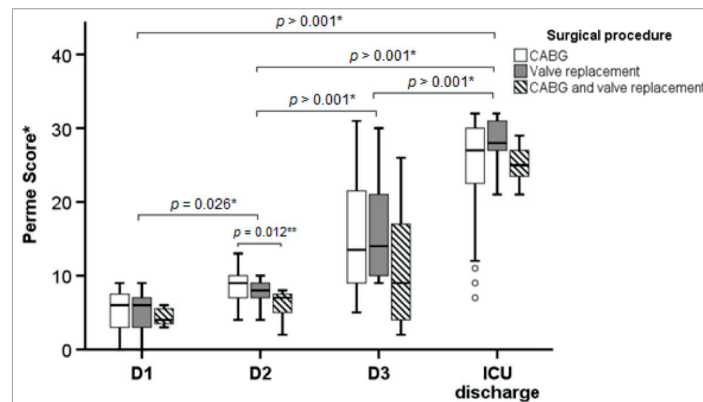 p > 0.001*
Surgical procedure
CABG
Valve replacement
CABG and valve replacement
p > 0.001*
p > 0.001*
p > 0.001*
p = 0.026*
p = 0.012**
Perme Score*
40
30
20
10
0
D1
D2
D3
ICU
discharge